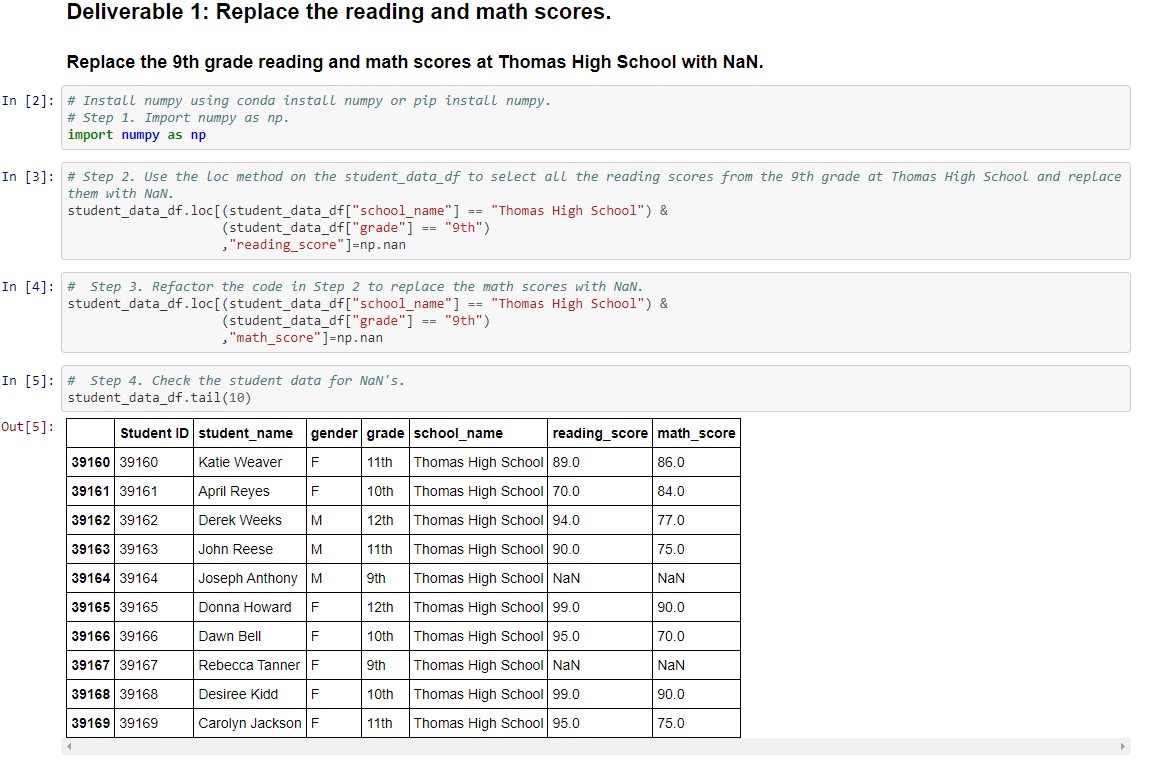 Deliverable 1: Replace the reading and math scores.
Replace the 9th grade reading and math scores at Thomas High School with NaN.
In [2]: # Install numpy using conda install numpy or pip install numpy.
# Step 1. Import numpy as np.
import numpy as np
In [3]: # Step 2. Use the loc method on the student_data_df to select all the reading scores from the 9th grade at Thomas High School and replace
them with NaN.
student_data_df.loc[(student_data_df["school_name"] == "Thomas High School") &
(student_data_df["grade"] == "9th")
,"reading_score"]=np.nan
In [4]: #  Step 3. Refactor the code in Step 2 to replace the math scores with NaN.
student_data_df.loc[(student_data_df["school_name"] == "Thomas High School") &
(student_data_df["grade"] == "9th")
,"math_score"]=np.nan
In [5]: #  Step 4. Check the student data for NaN's.
student_data_df.tail(10)
Out[5]:
Student ID student_name gender grade school_name reading_score math_score
39160 39160 Katie Weaver F 11th Thomas High School 89.0 86.0
39161 39161 April Reyes F 10th Thomas High School 70.0 84.0
39162 39162 Derek Weeks M 12th Thomas High School 94.0 77.0
39163 39163 John Reese M 11th Thomas High School 90.0 75.0
39164 39164 Joseph Anthony M 9th Thomas High School NaN NaN
39165 39165 Donna Howard F 12th Thomas High School 99.0 90.0
39166 39166 Dawn Bell F 10th Thomas High School 95.0 70.0
39167 39167 Rebecca Tanner F 9th Thomas High School NaN NaN
39168 39168 Desiree Kidd F 10th Thomas High School 99.0 90.0
39169 39169 Carolyn Jackson F 11th Thomas High School 95.0 75.0